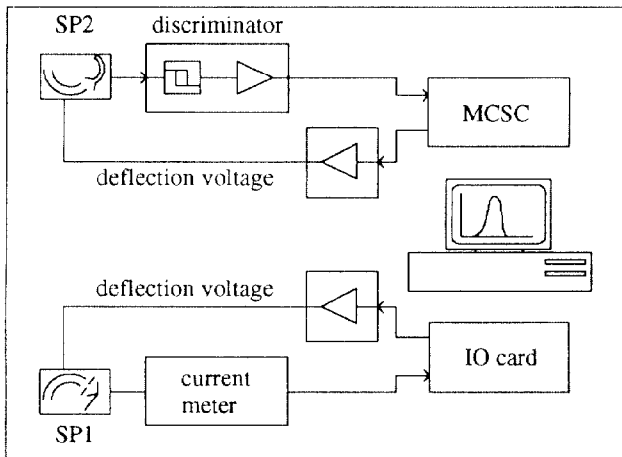 SP2
discriminator
MCSC
deflection voltage
deflection voltage
IO card
current
meter
SP1